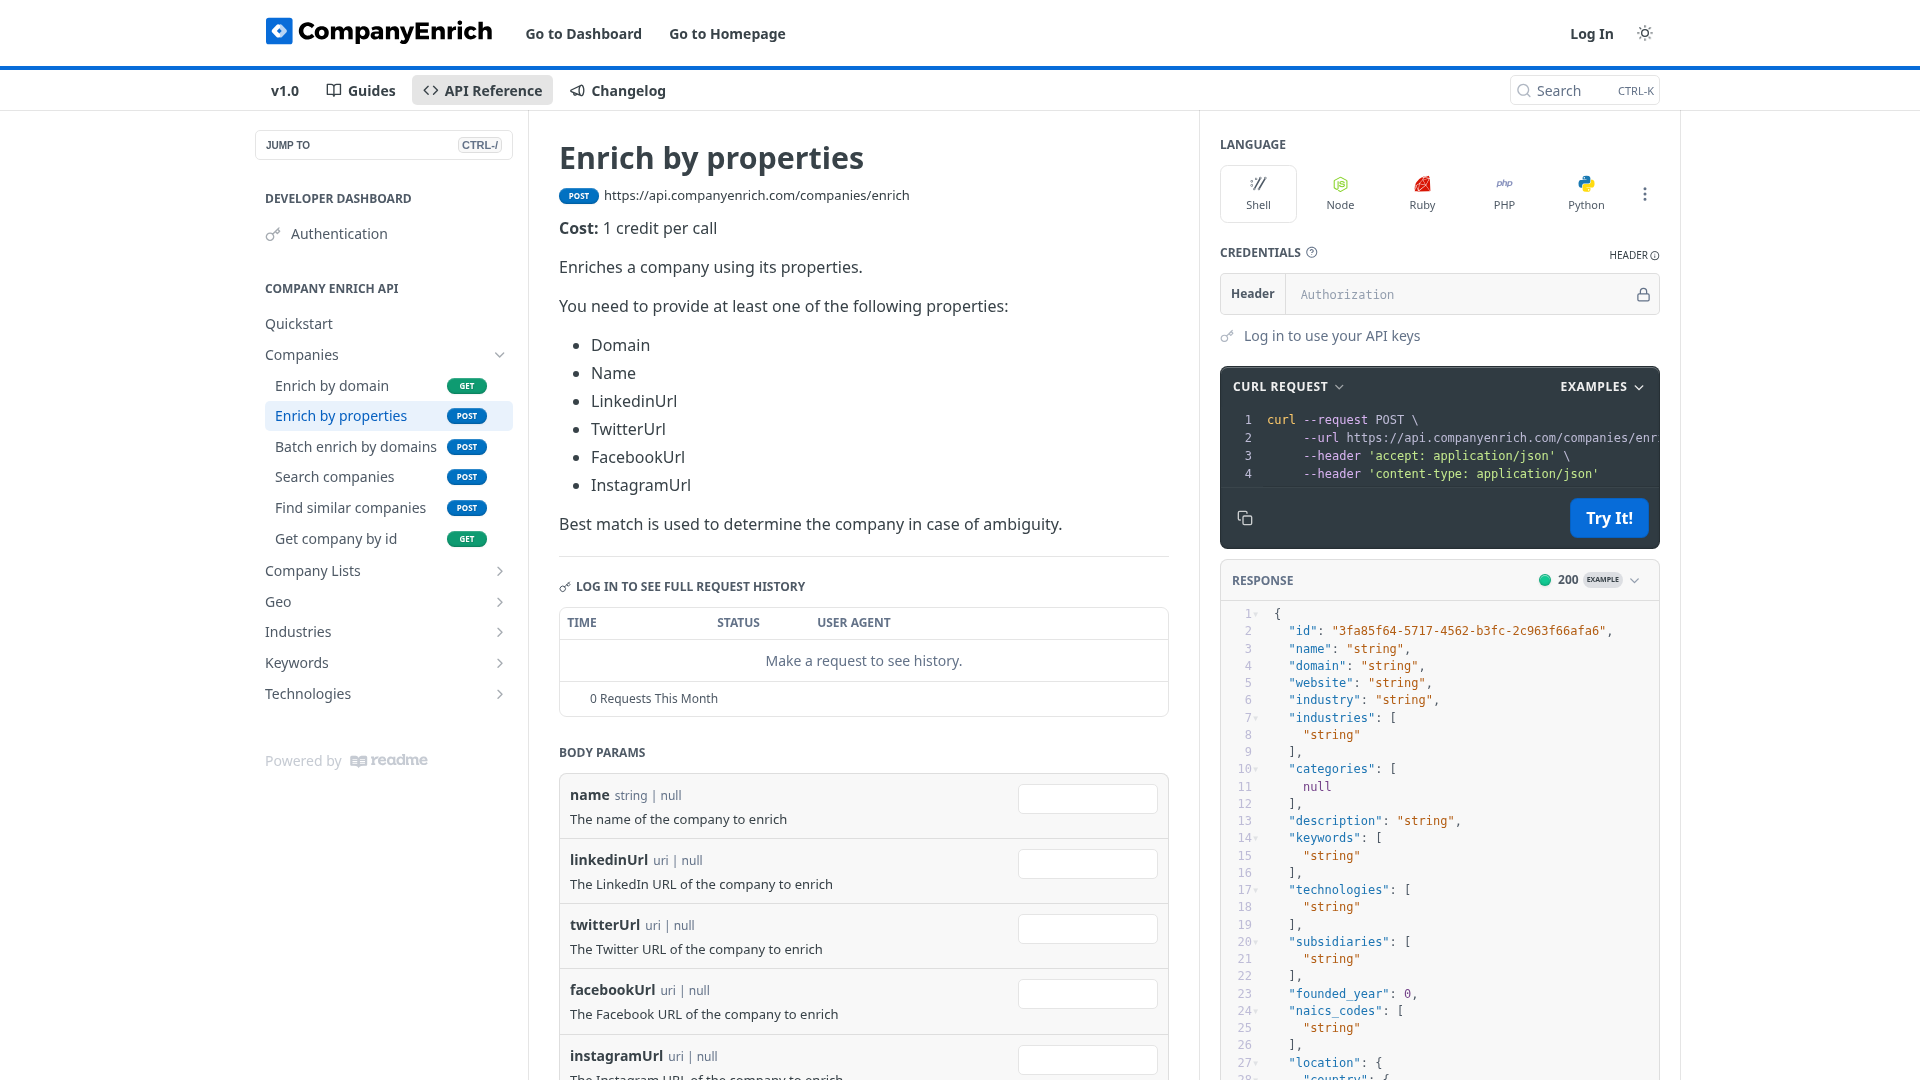 CompanyEnrich
Go to Dashboard
Go to Homepage
Log In
v1.0
Guides
API Reference
Changelog
Search
CTRL-K
JUMP TO
CTRL-/
DEVELOPER DASHBOARD
Authentication
COMPANY ENRICH API
Quickstart
Companies
Enrich by domain GET
Enrich by properties POST
Batch enrich by domains POST
Search companies POST
Find similar companies POST
Get company by id GET
Company Lists
Geo
Industries
Keywords
Technologies
Powered by readme
Enrich by properties
POST https://api.companyenrich.com/companies/enrich
Cost: 1 credit per call
Enriches a company using its properties.
You need to provide at least one of the following properties:
Domain
Name
LinkedinUrl
TwitterUrl
FacebookUrl
InstagramUrl
Best match is used to determine the company in case of ambiguity.
LOG IN TO SEE FULL REQUEST HISTORY
TIME STATUS USER AGENT
Make a request to see history.
0 Requests This Month
BODY PARAMS
name string | null
The name of the company to enrich
linkedinUrl uri | null
The LinkedIn URL of the company to enrich
twitterUrl uri | null
The Twitter URL of the company to enrich
facebookUrl uri | null
The Facebook URL of the company to enrich
instagramUrl uri | null
The Instagram URL of the company to enrich
LANGUAGE
Shell
Node
php
Ruby
PHP
Python
CREDENTIALS
HEADER
Header
Authorization
Log in to use your API keys
CURL REQUEST
EXAMPLES
1 curl --request POST \
2 --url https://api.companyenrich.com/companies/enr
3 --header 'accept: application/json' \
4 --header 'content-type: application/json'
Try It!
RESPONSE
200 EXAMPLE
1 {
2 "id": "3fa85f64-5717-4562-b3fc-2c963f66afa6",
3 "name": "string",
4 "domain": "string",
5 "website": "string",
6 "industry": "string",
7 "industries": [
8 "string"
9 ],
10 "categories": [
11 null
12 ],
13 "description": "string",
14 "keywords": [
15 "string"
16 ],
17 "technologies": [
18 "string"
19 ],
20 "subsidiaries": [
21 "string"
22 ],
23 "founded_year": 0,
24 "naics_codes": [
25 "string"
26 ],
27 "location": {
28 "country": {